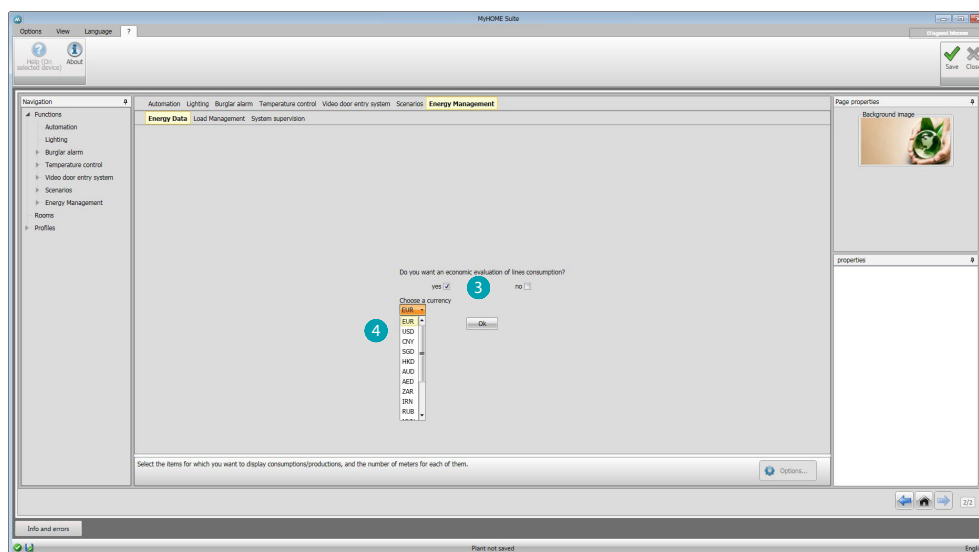 MyHOME Suite
Options View Language ?
Help (On selected device)
About
Save Close
Navigation
Functions
Automation
Lighting
Burglar alarm
Temperature control
Video door entry system
Scenarios
Energy Management
Rooms
Profiles
Automation Lighting Burglar alarm Temperature control Video door entry system Scenarios Energy Management
Energy Data Load Management System supervision
Do you want an economic evaluation of lines consumption?
yes 3 no
Choose a currency
EUR
4
EUR
USD
CNY
SGD
HKD
AUD
AED
ZAR
IRN
RUB
Ok
Select the items for which you want to display consumptions/productions, and the number of meters for each of them.
Options...
Page properties
Background image
properties
2/2
Info and errors
Plant not saved
Engli